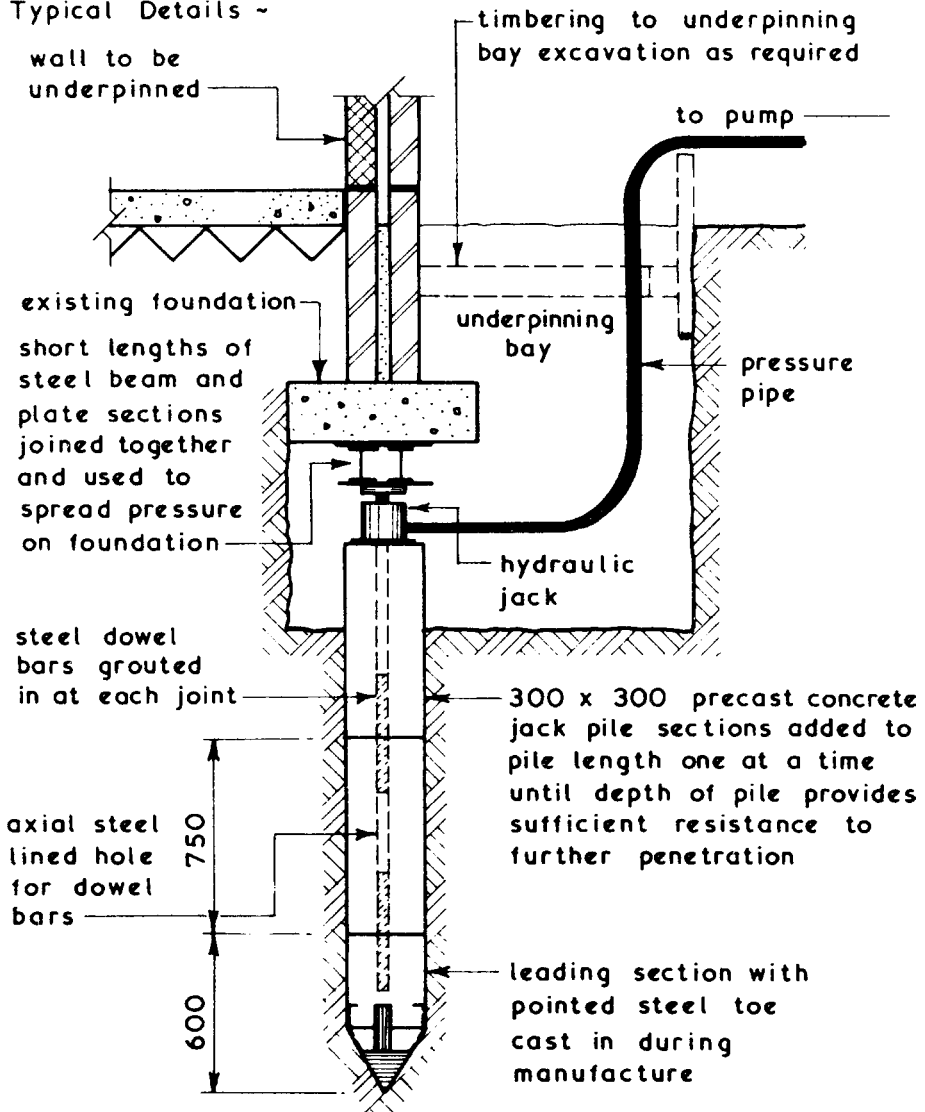 Typical Details ~
wall to be
underpinned
timbering to underpinning
bay excavation as required
to pump
existing foundation
underpinning
bay
short lengths of
steel beam and
plate sections
joined together
and used to
spread pressure
on foundation
pressure
pipe
hydraulic
jack
steel dowel
bars grouted
in at each joint
300 x 300 precast concrete
jack pile sections added to
pile length one at a time
until depth of pile provides
sufficient resistance to
further penetration
axial steel
lined hole
for dowel
bars
750
600
leading section with
pointed steel toe
cast in during
manufacture